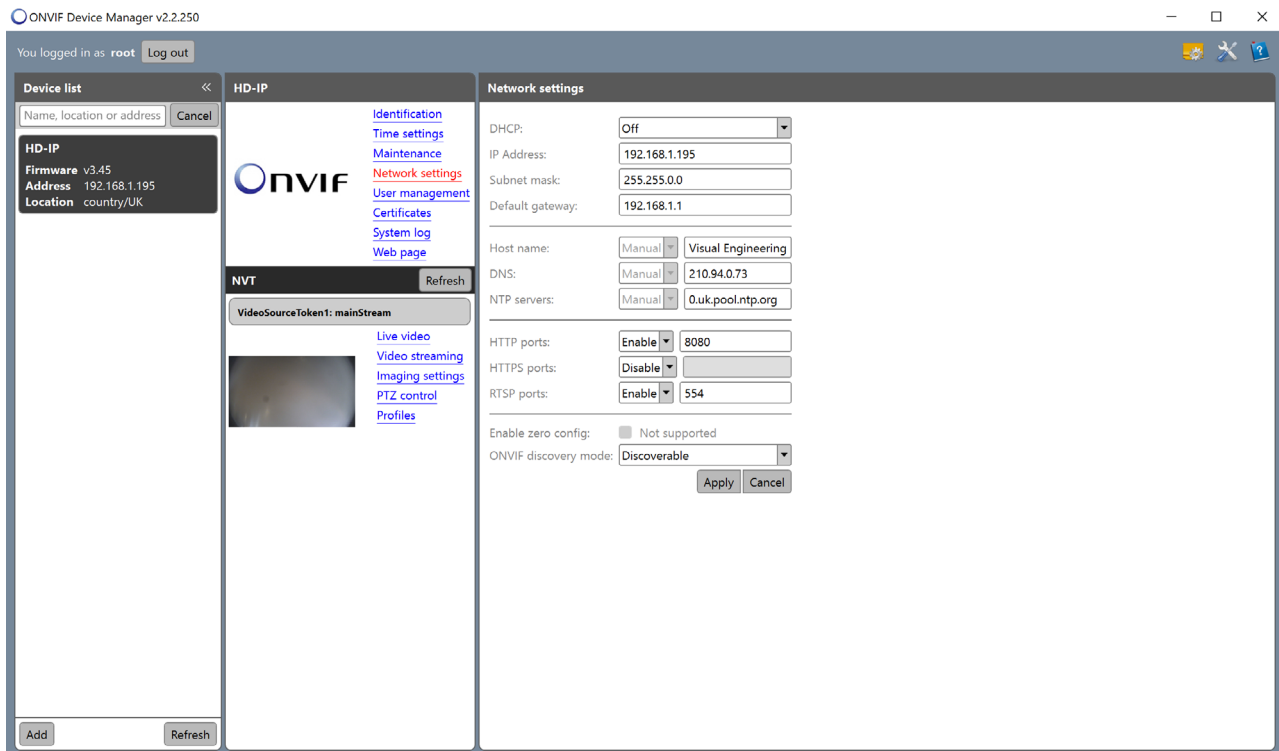 ONVIF Device Manager v2.2.250
You logged in as root Log out
Device list «
Name, location or address Cancel
HD-IP
Firmware v3.45
Address 192.168.1.195
Location country/UK
Add Refresh
HD-IP
ONVIF
Identification
Time settings
Maintenance
Network settings
User management
Certificates
System log
Web page
NVT Refresh
VideoSourceToken1: mainStream
Live video
Video streaming
Imaging settings
PTZ control
Profiles
Network settings
DHCP: Off
IP Address: 192.168.1.195
Subnet mask: 255.255.0.0
Default gateway: 192.168.1.1
Host name: Manual Visual Engineering
DNS: Manual 210.94.0.73
NTP servers: Manual 0.uk.pool.ntp.org
HTTP ports: Enable 8080
HTTPS ports: Disable
RTSP ports: Enable 554
Enable zero config: Not supported
ONVIF discovery mode: Discoverable
Apply Cancel